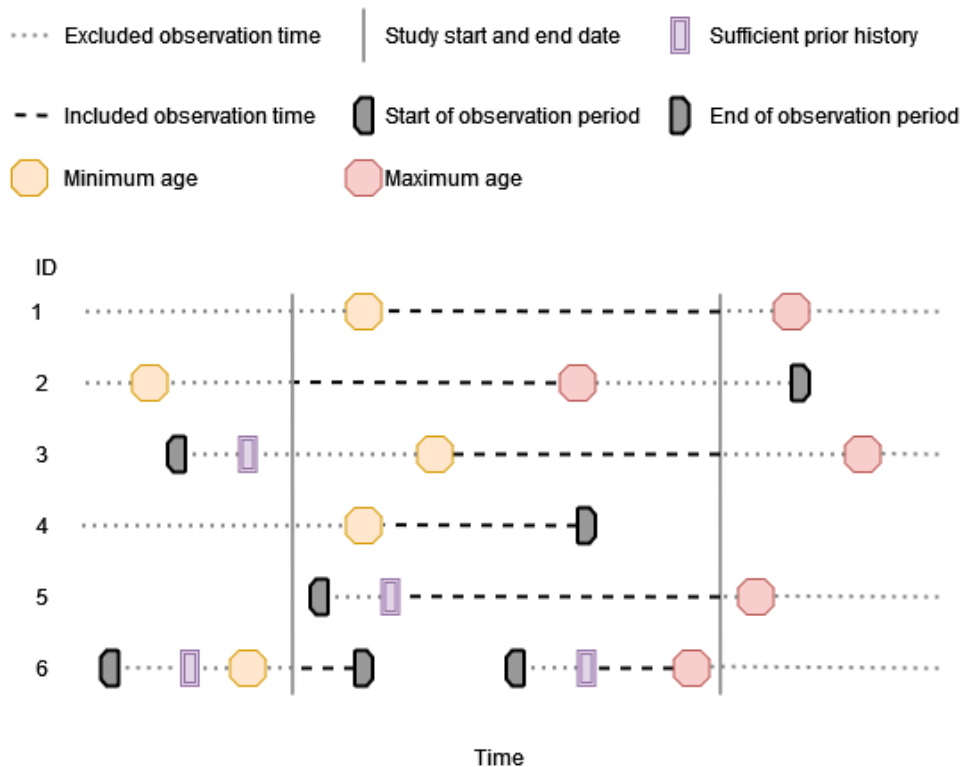 Excluded observation time
Study start and end date
Sufficient prior history
Included observation time
Start of observation period
End of observation period
Minimum age
Maximum age
ID
1
2
3
4
5
6
Time